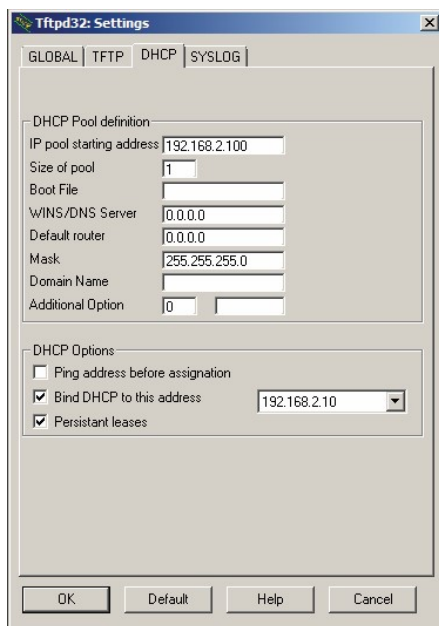 Tftpd32: Settings
GLOBAL TFTP DHCP SYSLOG
DHCP Pool definition
IP pool starting address 192.168.2.100
Size of pool 1
Boot File
WINS/DNS Server 0.0.0.0
Default router 0.0.0.0
Mask 255.255.255.0
Domain Name
Additional Option 0
DHCP Options
Ping address before assignation
Bind DHCP to this address 192.168.2.10
Persistant leases
OK Default Help Cancel